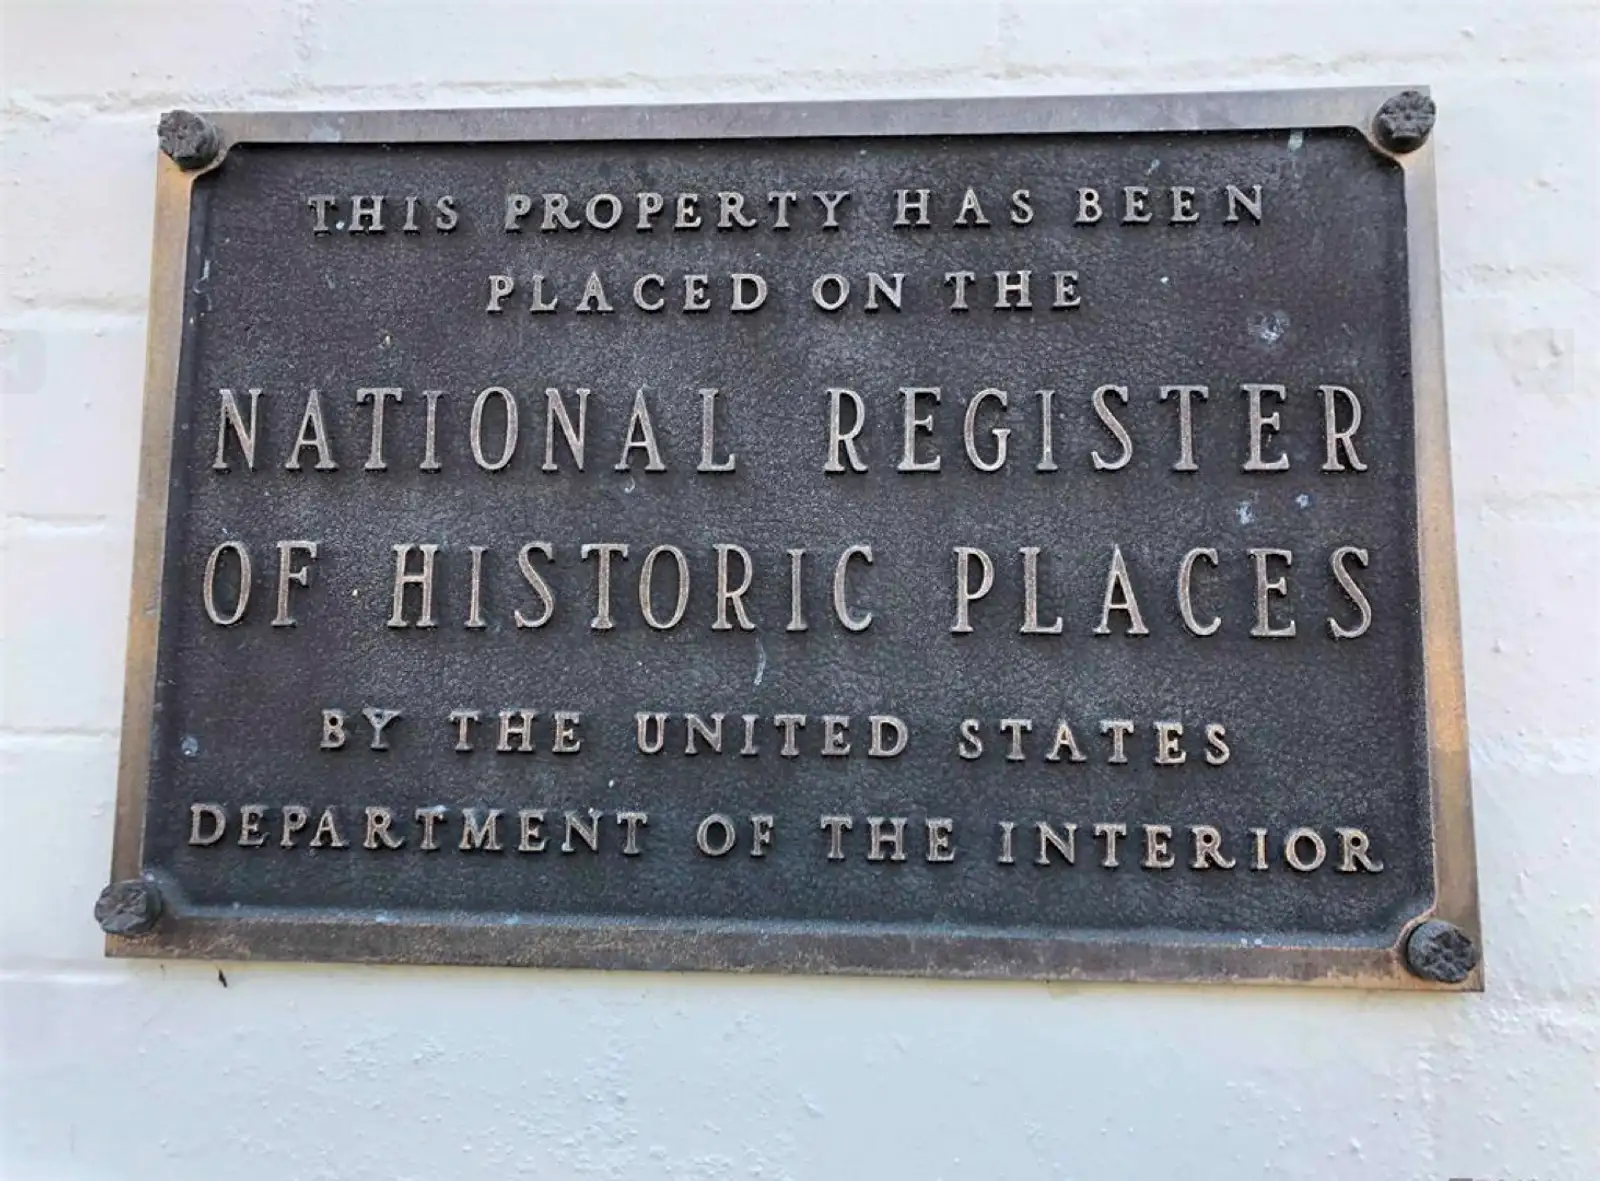 THIS PROPERTY HAS BEEN
PLACED ON THE
NATIONAL REGISTER
OF HISTORIC PLACES
BY THE UNITED STATES
DEPARTMENT OF THE INTERIOR